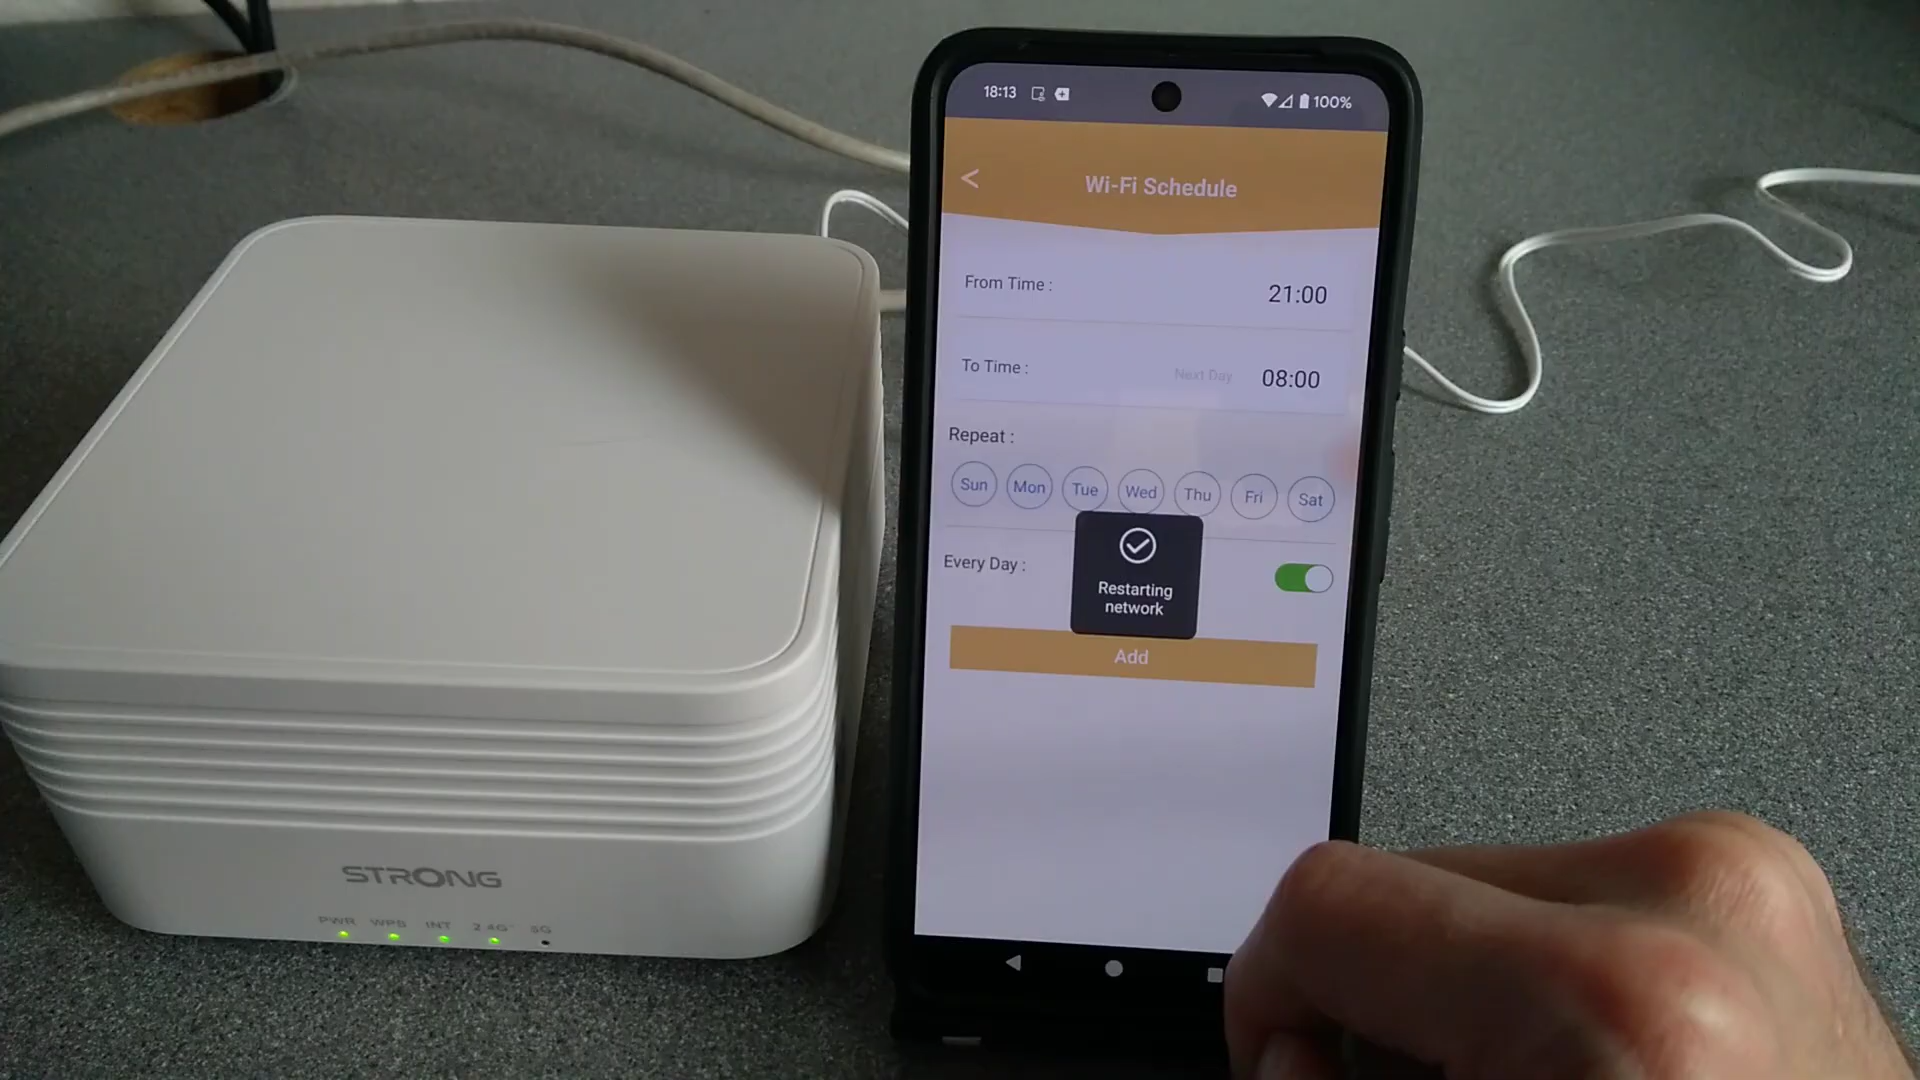 18:13 100%
< Wi-Fi Schedule
From Time : 21:00
To Time : Next Day 08:00
Repeat :
Sun Mon Tue Wed Thu Fri Sat
Every Day :
Restarting
network
Add
STRONG
PWR WPS INT 2.4G 5G